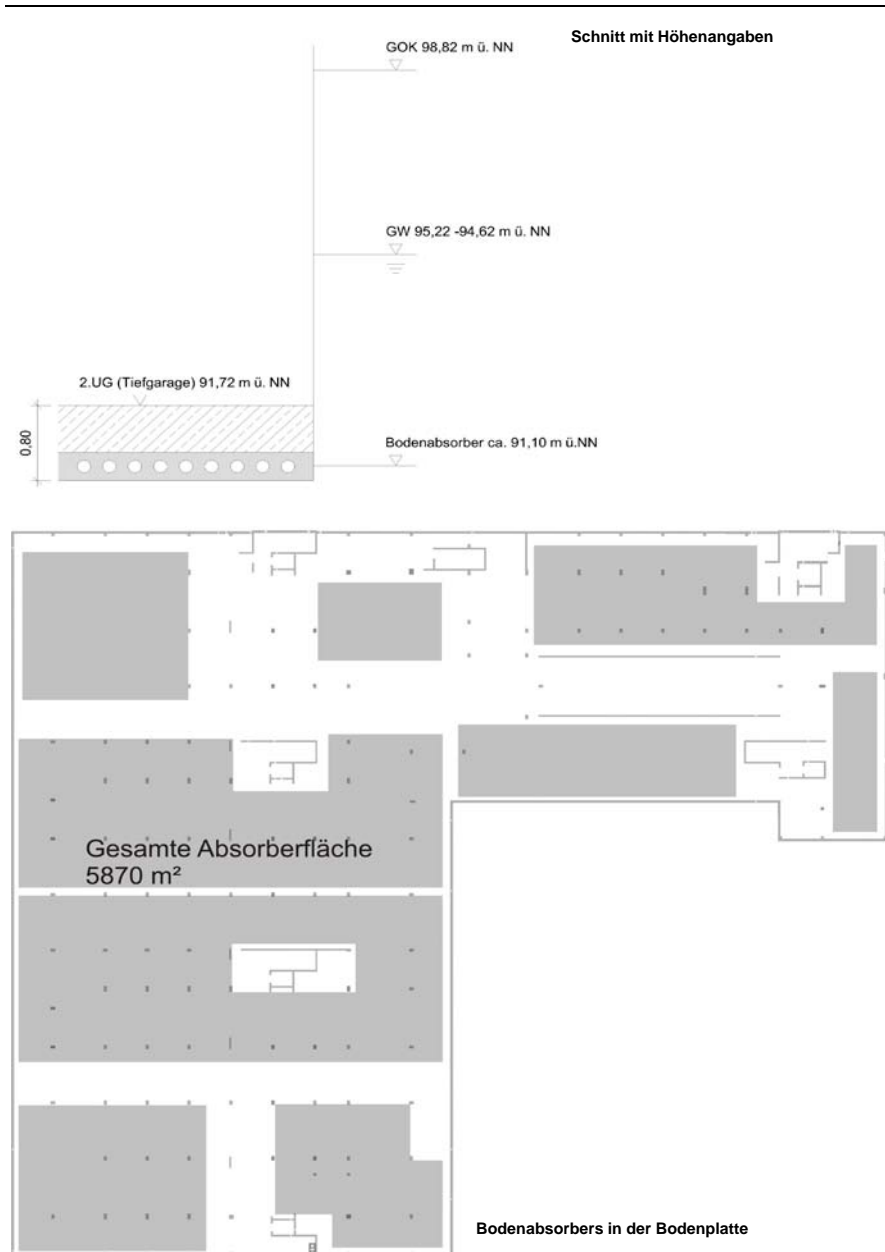 Schnitt mit Höhenangaben
GOK 98,82 m ü. NN
GW 95,22 -94,62 m ü. NN
2.UG (Tiefgarage) 91,72 m ü. NN
0,80
Bodenabsorber ca. 91,10 m ü.NN
Gesamte Absorberfläche
5870 m²
Bodenabsorbers in der Bodenplatte